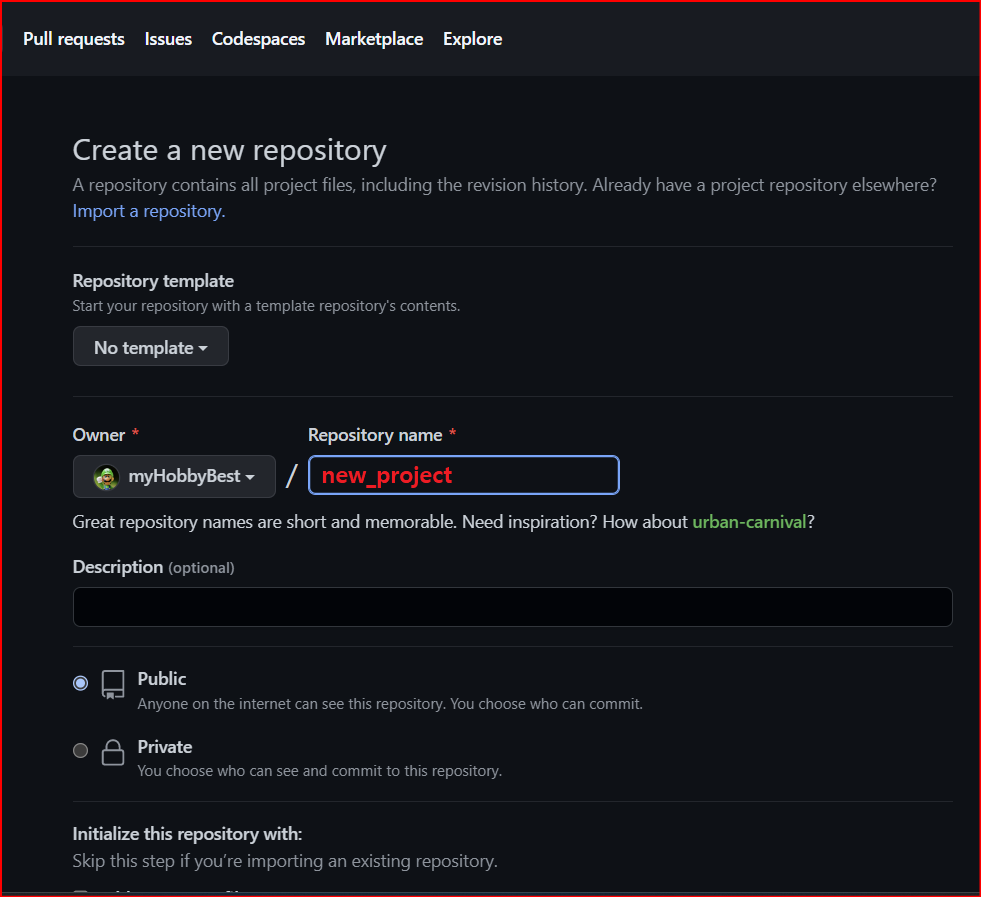 Pull requests Issues Codespaces Marketplace Explore
Create a new repository
A repository contains all project files, including the revision history. Already have a project repository elsewhere?
Import a repository.
Repository template
Start your repository with a template repository's contents.
No template
Owner * Repository name *
myHobbyBest / new_project
Great repository names are short and memorable. Need inspiration? How about urban-carnival?
Description (optional)
Public
Anyone on the internet can see this repository. You choose who can commit.
Private
You choose who can see and commit to this repository.
Initialize this repository with:
Skip this step if you're importing an existing repository.